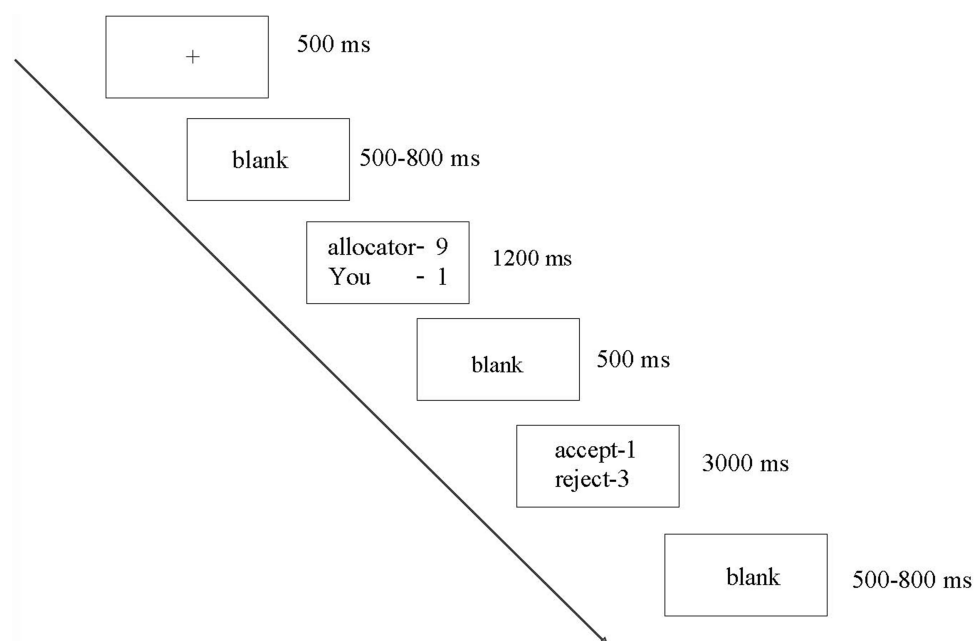 +
500 ms
blank
500-800 ms
allocator- 9
You - 1
1200 ms
blank
500 ms
accept-1
reject-3
3000 ms
blank
500-800 ms